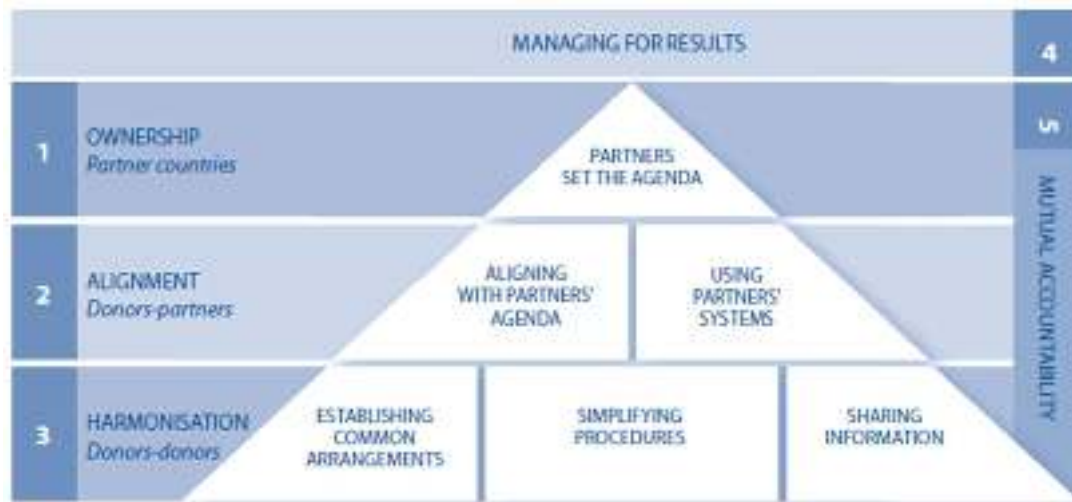 MANAGING FOR RESULTS
4
1
OWNERSHIP
Partner countries
PARTNERS
SET THE AGENDA
5
MUTUAL ACCOUNTABILITY
2
ALIGNMENT
Donors-partners
ALIGNING
WITH PARTNERS'
AGENDA
USING
PARTNERS'
SYSTEMS
3
HARMONISATION
Donors-donors
ESTABLISHING
COMMON
ARRANGEMENTS
SIMPLIFYING
PROCEDURES
SHARING
INFORMATION